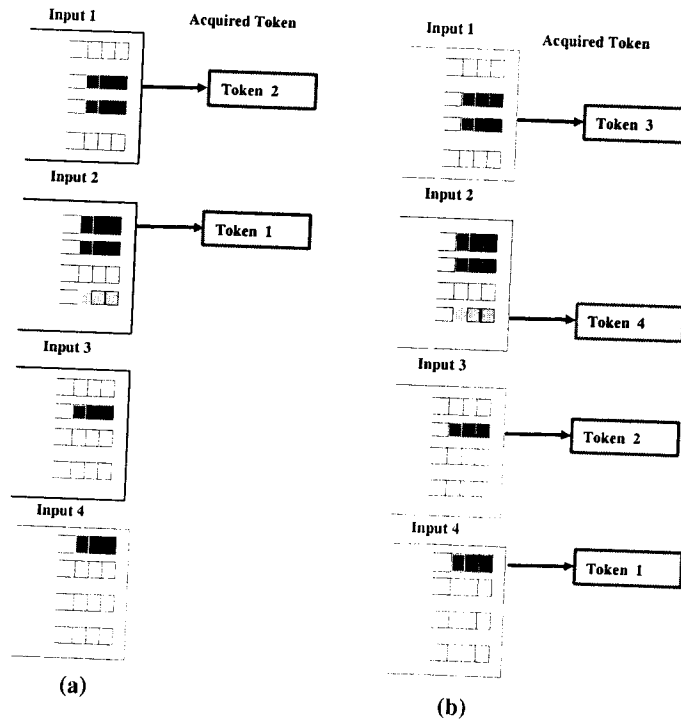 Input 1
Acquired Token
Token 2
Input 2
Token 1
Input 3
Input 4
(a)
Input 1
Acquired Token
Token 3
Input 2
Token 4
Input 3
Token 2
Input 4
Token 1
(b)